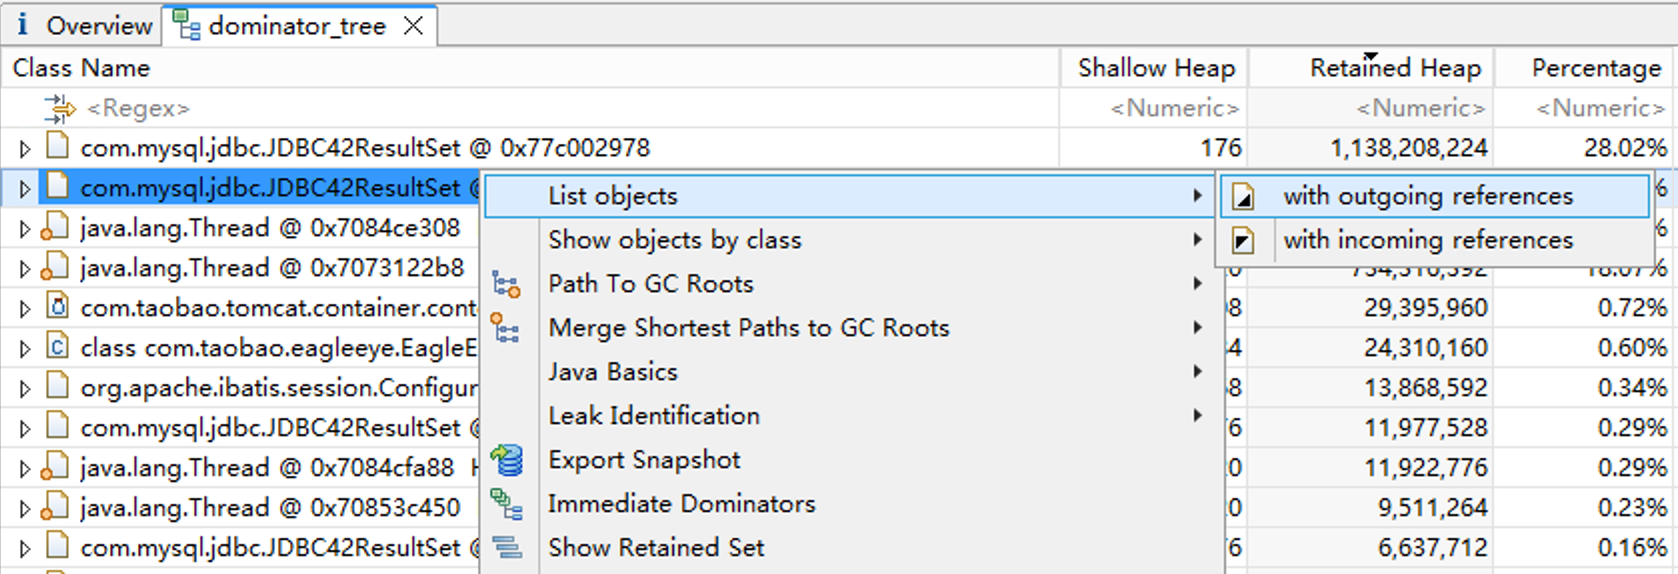 i Overview dominator_tree
Class Name Shallow Heap Retained Heap Percentage
<Regex> <Numeric> <Numeric> <Numeric>
com.mysql.jdbc.JDBC42ResultSet @ 0x77c002978 176 1,138,208,224 28.02%
com.mysql.jdbc.JDBC42ResultSet %
List objects with outgoing references
java.lang.Thread @ 0x7084ce308
Show objects by class with incoming references
java.lang.Thread @ 0x7073122b8
Path To GC Roots
com.taobao.tomcat.container.cont 29,395,960 0.72%
Merge Shortest Paths to GC Roots
class com.taobao.eagleeye.EagleE 24,310,160 0.60%
Java Basics
org.apache.ibatis.session.Configur 13,868,592 0.34%
Leak Identification
com.mysql.jdbc.JDBC42ResultSet 11,977,528 0.29%
Export Snapshot
java.lang.Thread @ 0x7084cfa88 11,922,776 0.29%
Immediate Dominators
java.lang.Thread @ 0x70853c450 9,511,264 0.23%
Show Retained Set
com.mysql.jdbc.JDBC42ResultSet 6,637,712 0.16%